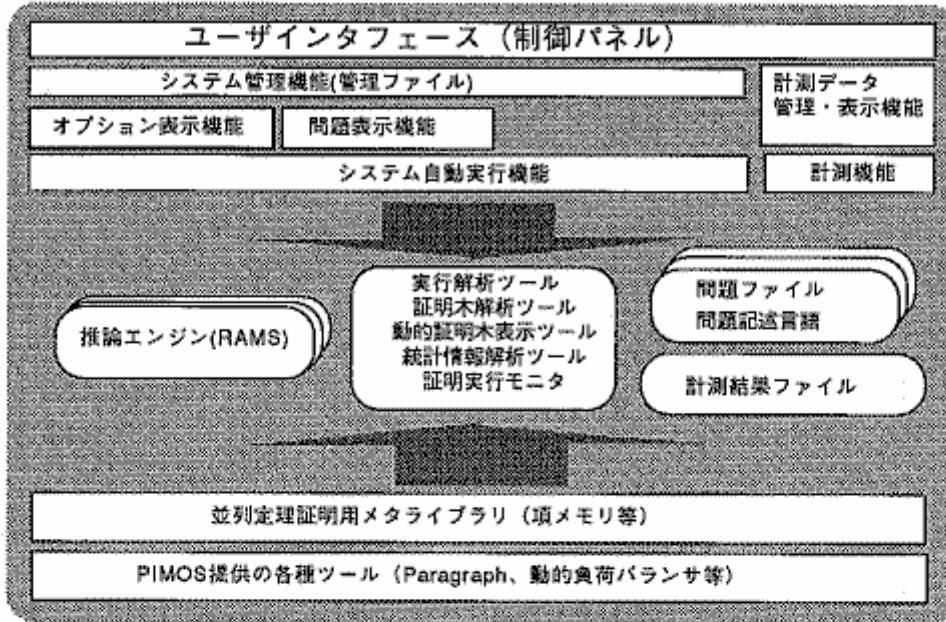 ユーザインタフェース（制御パネル）
システム管理機能(管理ファイル)
計測データ
管理・表示機能
オプション表示機能
問題表示機能
システム自動実行機能
計測機能
推論エンジン(RAMS)
実行解析ツール
証明木解析ツール
動的証明木表示ツール
統計情報解析ツール
証明実行モニタ
問題ファイル
問題記述言語
計測結果ファイル
並列定理証明用メタライブラリ（項メモリ等）
PIMOS提供の各種ツール（Paragraph、動的負荷バランサ等）